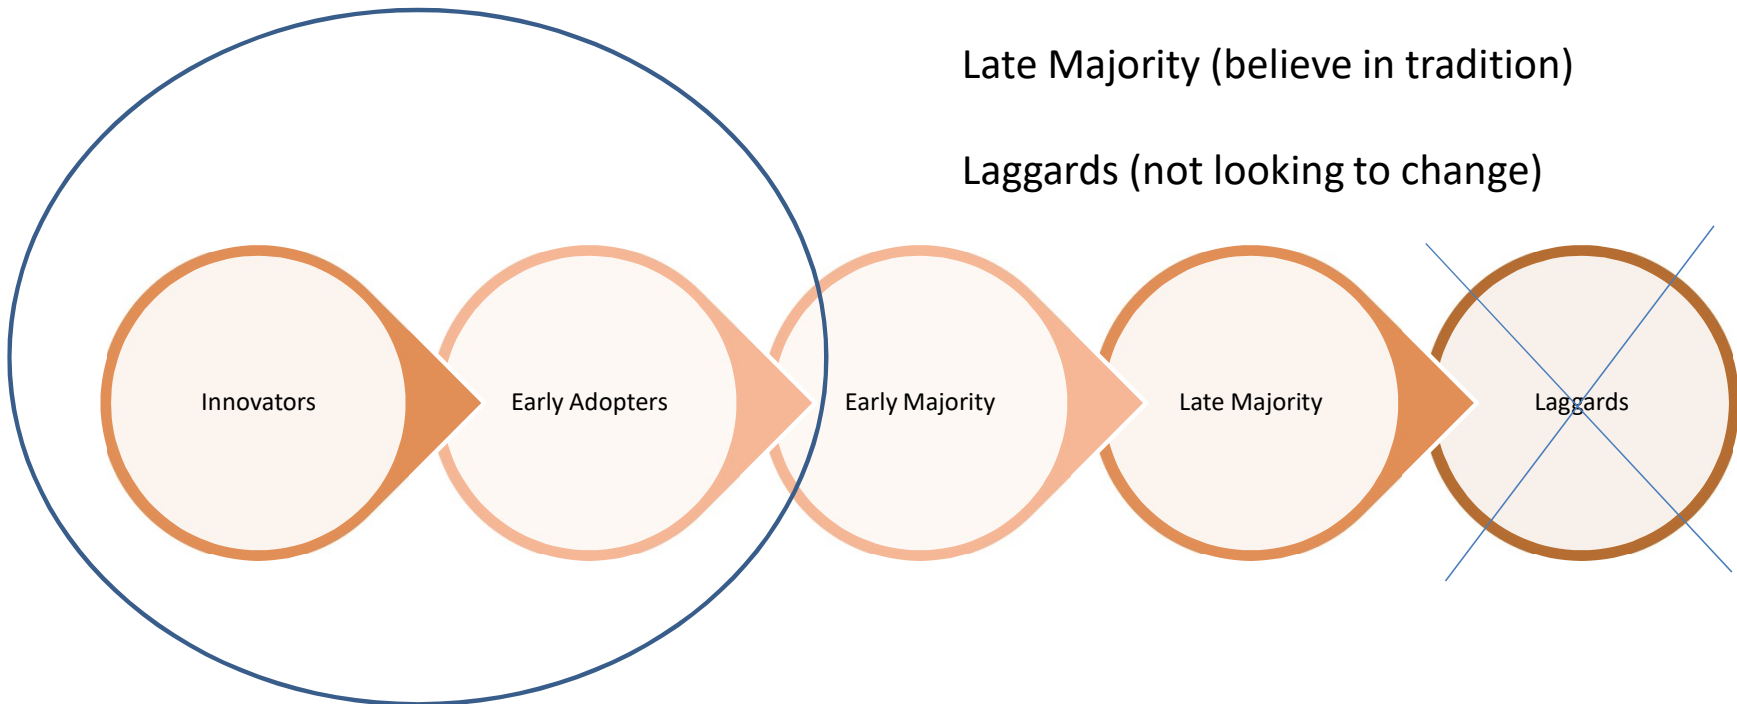 Late Majority (believe in tradition)
Laggards (not looking to change)
Innovators
Early Adopters
Early Majority
Late Majority
Laggards